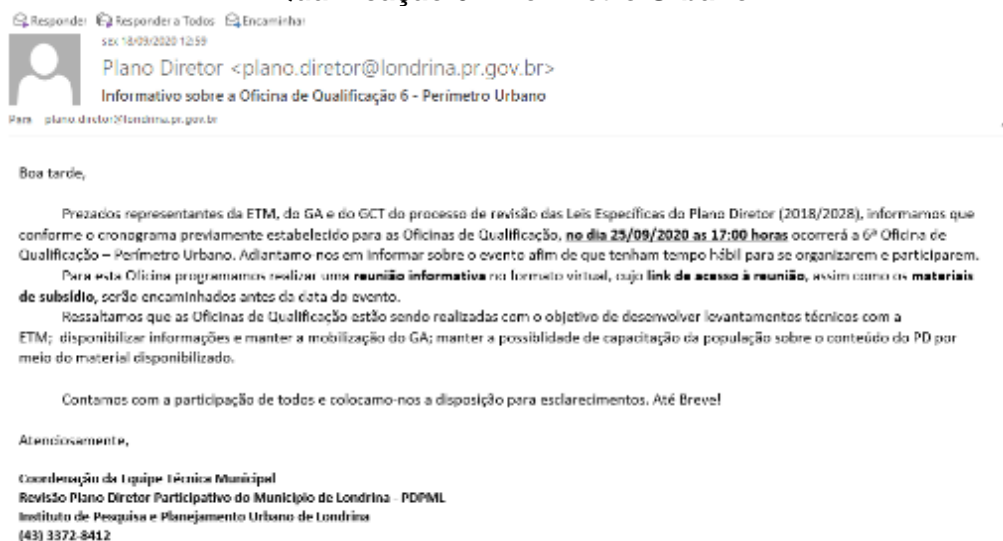 Responder Responder a Todos Encaminhar
sex 18/09/2020 12:59
Plano Diretor <plano.diretor@londrina.pr.gov.br>
Informativo sobre a Oficina de Qualificação 6 - Perímetro Urbano
Para plano.diretor@londrina.pr.gov.br
Boa tarde,
Prezados representantes da ETM, do GA e do GCT do processo de revisão das Leis Específicas do Plano Diretor (2018/2028), informamos que
conforme o cronograma previamente estabelecido para as Oficinas de Qualificação, no dia 25/09/2020 as 17:00 horas ocorrerá a 6ª Oficina de
Qualificação – Perímetro Urbano. Adiantamo-nos em informar sobre o evento afim de que tenham tempo hábil para se organizarem e participarem.
Para esta Oficina programamos realizar uma reunião informativa no formato virtual, cujo link de acesso à reunião, assim como os materiais
de subsídio, serão encaminhados antes da data do evento.
Ressaltamos que as Oficinas de Qualificação estão sendo realizadas com o objetivo de desenvolver levantamentos técnicos com a
ETM; disponibilizar informações e manter a mobilização do GA; manter a possiblidade de capacitação da população sobre o conteúdo do PD por
meio do material disponibilizado.
Contamos com a participação de todos e colocamo-nos a disposição para esclarecimentos. Até Breve!
Atenciosamente,
Coordenação da Equipe Técnica Municipal
Revisão Plano Diretor Participativo do Município de Londrina - PDPML
Instituto de Pesquisa e Planejamento Urbano de Londrina
(43) 3372-8412